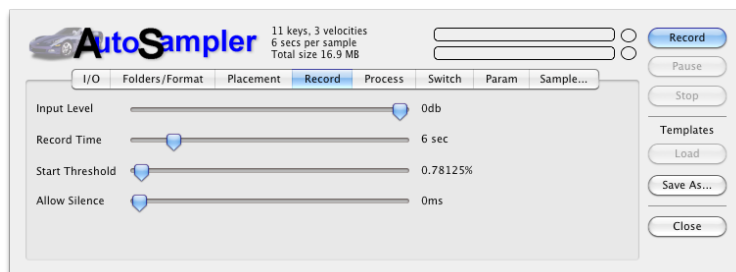 AutoSampler
11 keys, 3 velocities
6 secs per sample
Total size 16.9 MB
I/O Folders/Format Placement Record Process Switch Param Sample...
Input Level 0db
Record Time 6 sec
Start Threshold 0.78125%
Allow Silence 0ms
Record
Pause
Stop
Templates
Load
Save As...
Close